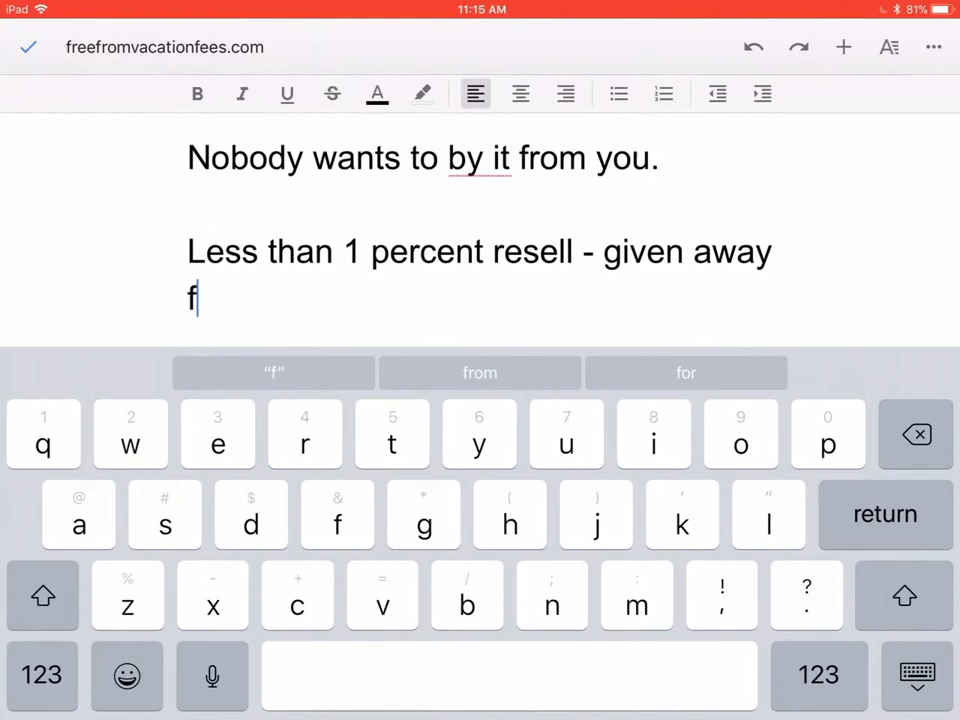 iPad 11:15 AM 81%
freefromvacationfees.com
B I U S A A
Nobody wants to by it from you.
Less than 1 percent resell - given away
f
“f” from for
1 2 3 4 5 6 7 8 9 0
q w e r t y u i o p
@ # $ & * ( ) ' "
a s d f g h j k l return
% - + = / ; : ! ?
z x c v b n m , .
123 123